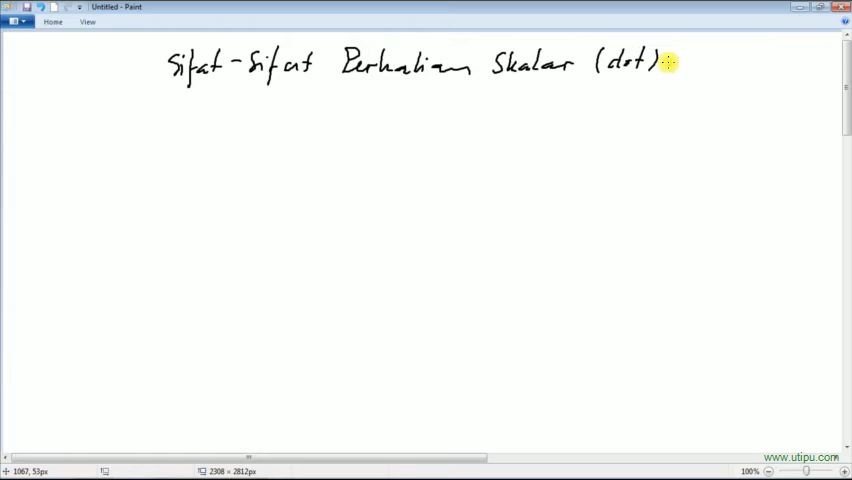 Untitled - Paint
Home View
Sifat-Sifat Perkalian Skalar (dot)
www.utipu.com
1067, 53px 2308 × 2812px 100%